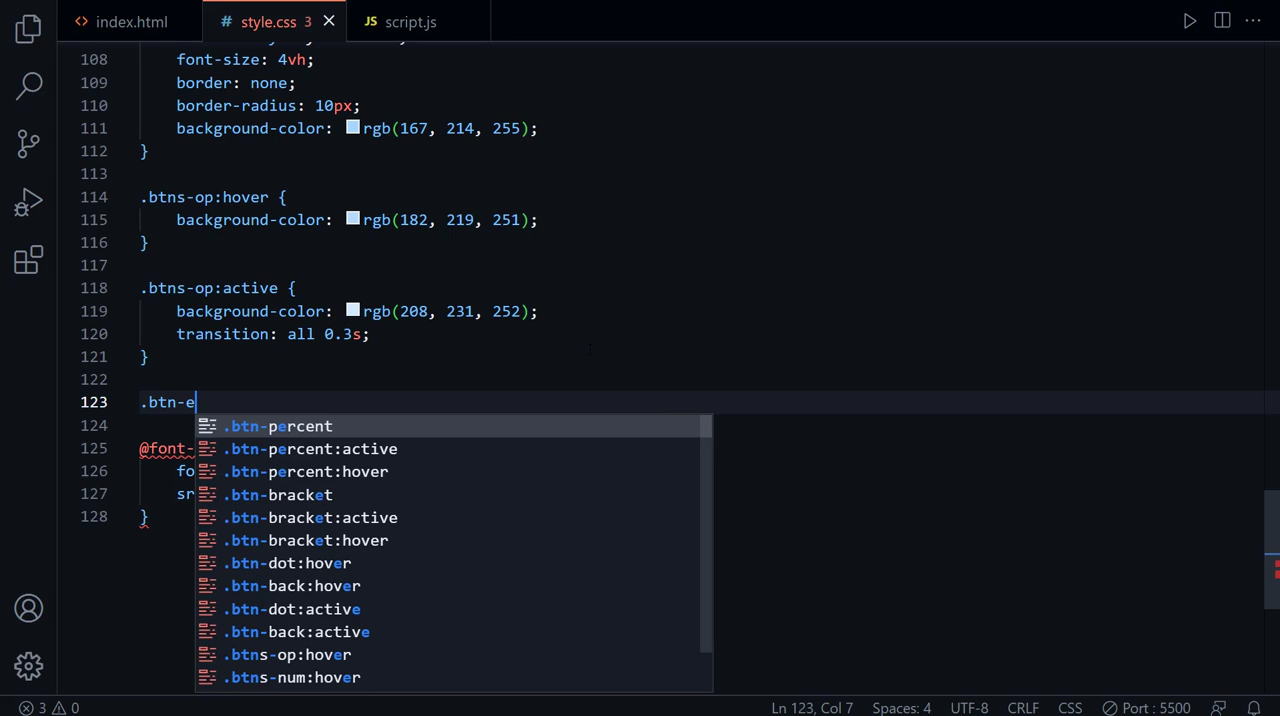 index.html
style.css 3
JS script.js
108 font-size: 4vh;
109 border: none;
110 border-radius: 10px;
111 background-color: rgb(167, 214, 255);
112 }
113
114 .btns-op:hover {
115 background-color: rgb(182, 219, 251);
116 }
117
118 .btns-op:active {
119 background-color: rgb(208, 231, 252);
120 transition: all 0.3s;
121 }
122
123 .btn-e
.btn-percent
124
125 @font-
.btn-percent:active
126 fo
.btn-percent:hover
127 sr
.btn-bracket
128 }
.btn-bracket:active
.btn-bracket:hover
.btn-dot:hover
.btn-back:hover
.btn-dot:active
.btn-back:active
.btns-op:hover
.btns-num:hover
3 0 Ln 123, Col 7 Spaces: 4 UTF-8 CRLF CSS Port : 5500